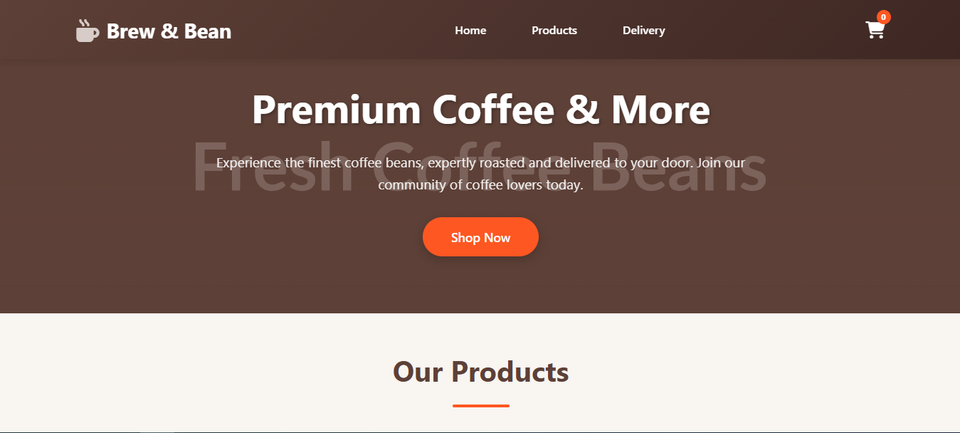 Brew & Bean
Home
Products
Delivery
0
Premium Coffee & More
Fresh Coffee Beans
Experience the finest coffee beans, expertly roasted and delivered to your door. Join our
community of coffee lovers today.
Shop Now
Our Products